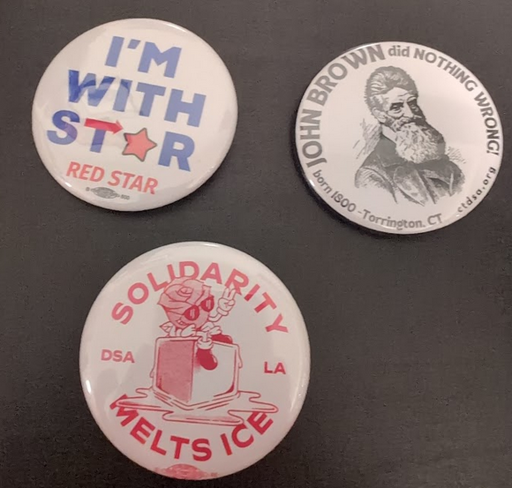 I'M
WITH
STAR
RED STAR
JOHN BROWN did NOTHING WRONG!
born 1800 - Torrington, CT
ctdsa.org
SOLIDARITY
DSA
LA
MELTS ICE